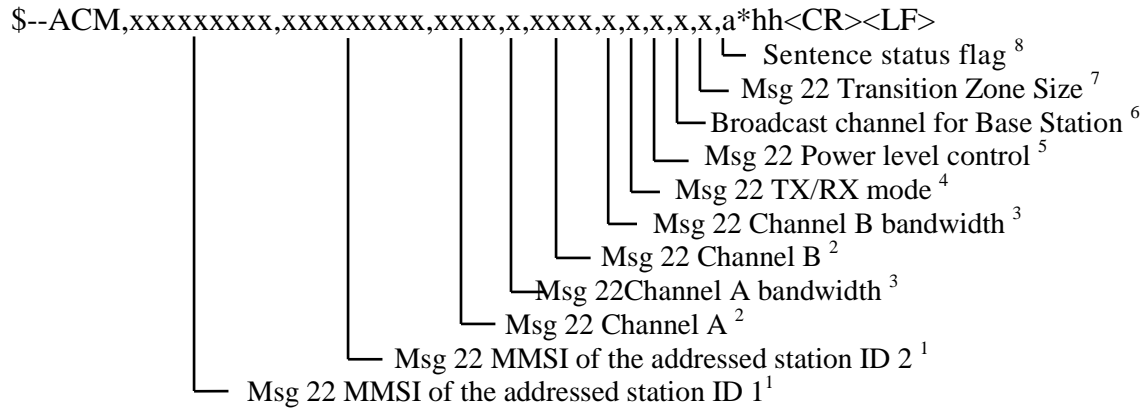 $--ACM,xxxxxxxxx,xxxxxxxxx,xxxx,x,xxxx,x,x,x,x,x,a*hh<CR><LF>
Sentence status flag 8
Msg 22 Transition Zone Size 7
Broadcast channel for Base Station 6
Msg 22 Power level control 5
Msg 22 TX/RX mode 4
Msg 22 Channel B bandwidth 3
Msg 22 Channel B 2
Msg 22Channel A bandwidth 3
Msg 22 Channel A 2
Msg 22 MMSI of the addressed station ID 2 1
Msg 22 MMSI of the addressed station ID 1 1